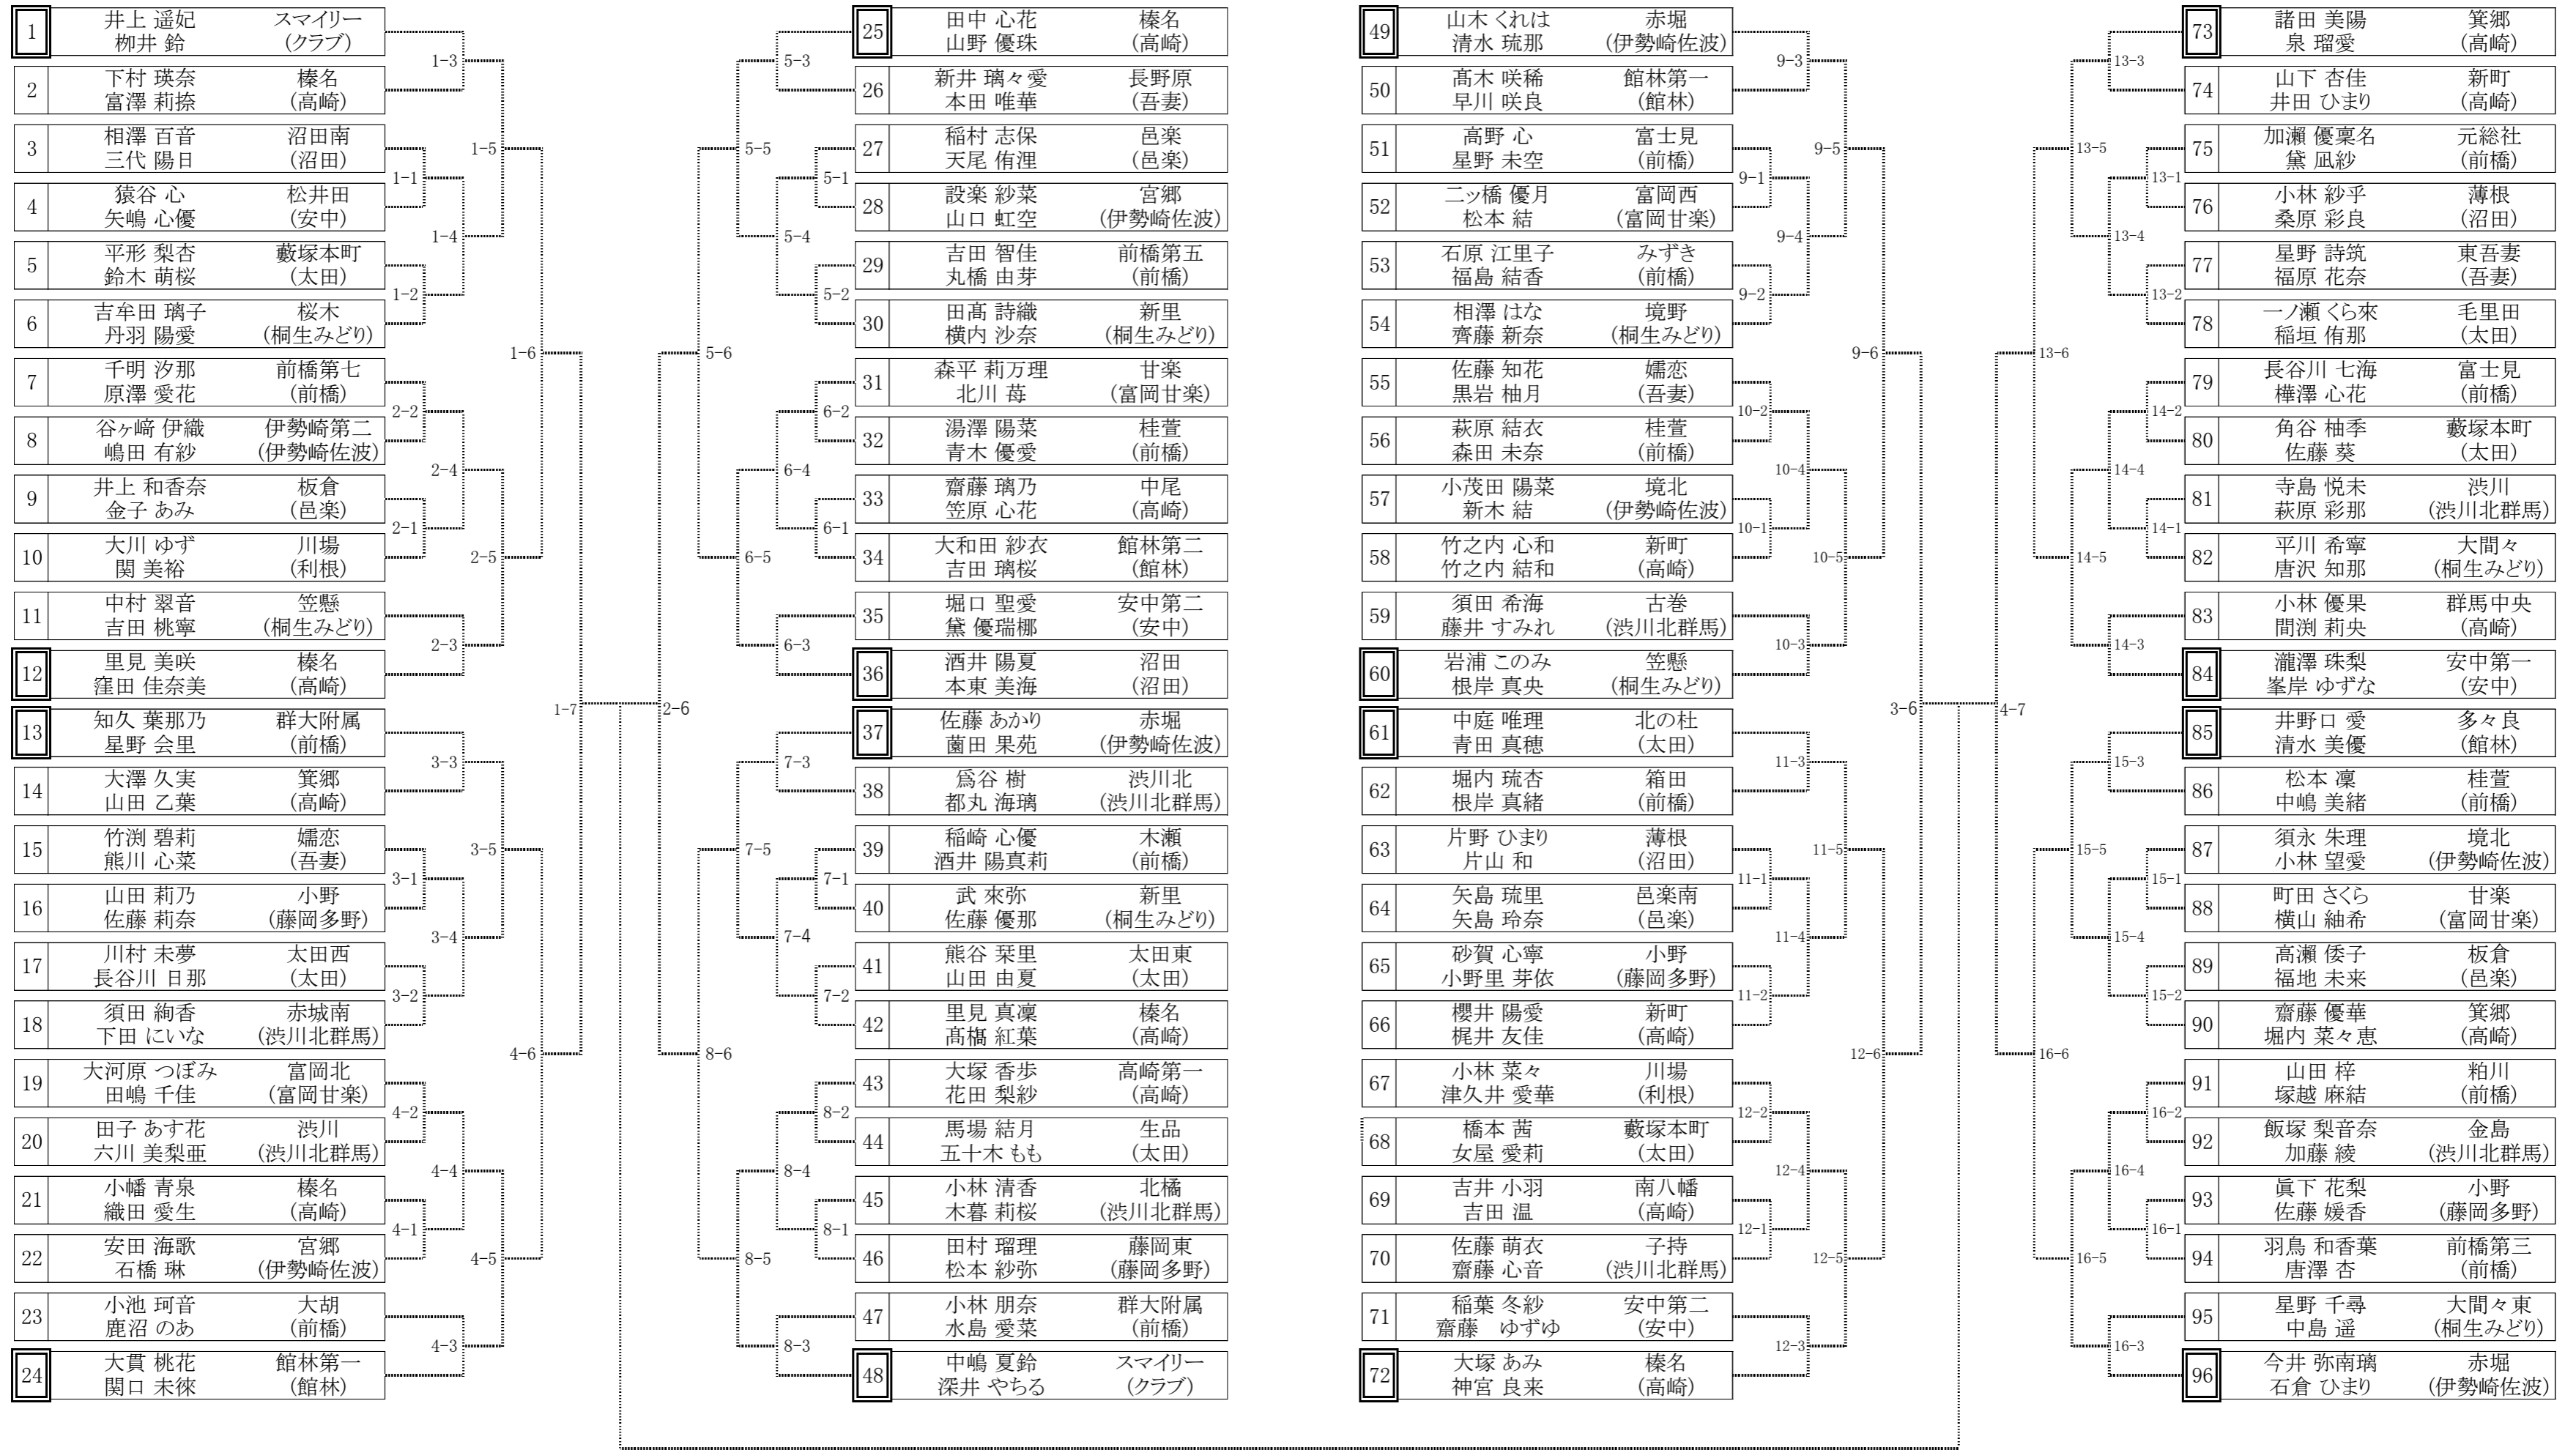 1 井上 遥妃 スマイリー
栁井 鈴 (クラブ)
2 下村 瑛奈 榛名
富澤 莉捺 (高崎)
3 相澤 百音 沼田南
三代 陽日 (沼田)
4 猿谷 心 松井田
矢嶋 心優 (安中)
5 平形 梨杏 藪塚本町
鈴木 萌桜 (太田)
6 吉牟田 璃子 桜木
丹羽 陽愛 (桐生みどり)
7 千明 汐那 前橋第七
原澤 愛花 (前橋)
8 谷ヶ﨑 伊織 伊勢崎第二
嶋田 有紗 (伊勢崎佐波)
9 井上 和香奈 板倉
金子 あみ (邑楽)
10 大川 ゆず 川場
関 美裕 (利根)
11 中村 翠音 笠懸
吉田 桃寧 (桐生みどり)
12 里見 美咲 榛名
窪田 佳奈美 (高崎)
13 知久 葉那乃 群大附属
星野 会里 (前橋)
14 大澤 久実 箕郷
山田 乙葉 (高崎)
15 竹渕 碧莉 嬬恋
熊川 心菜 (吾妻)
16 山田 莉乃 小野
佐藤 莉奈 (藤岡多野)
17 川村 未夢 太田西
長谷川 日那 (太田)
18 須田 絢香 赤城南
下田 にいな (渋川北群馬)
19 大河原 つぼみ 富岡北
田嶋 千佳 (富岡甘楽)
20 田子 あす花 渋川
六川 美梨亜 (渋川北群馬)
21 小幡 青泉 榛名
織田 愛生 (高崎)
22 安田 海歌 宮郷
石橋 琳 (伊勢崎佐波)
23 小池 珂音 大胡
鹿沼 のあ (前橋)
24 大貫 桃花 館林第一
関口 未徠 (館林)
1-3
1-1
1-2
1-4
1-5
2-2
2-1
2-4
2-3
2-5
1-6
3-3
3-1
3-2
3-4
3-5
4-2
4-1
4-4
4-3
4-5
4-6
1-7
2-6
5-3
5-1
5-2
5-4
5-5
5-6
6-2
6-1
6-4
6-3
6-5
7-3
7-1
7-2
7-4
7-5
8-2
8-1
8-4
8-3
8-5
8-6
25 田中 心花 榛名
山野 優珠 (高崎)
26 新井 璃々愛 長野原
本田 唯華 (吾妻)
27 稲村 志保 邑楽
天尾 侑浬 (邑楽)
28 設楽 紗菜 宮郷
山口 虹空 (伊勢崎佐波)
29 吉田 智佳 前橋第五
丸橋 由芽 (前橋)
30 田髙 詩織 新里
横内 沙奈 (桐生みどり)
31 森平 莉万理 甘楽
北川 苺 (富岡甘楽)
32 湯澤 陽菜 桂萱
青木 優愛 (前橋)
33 齋藤 璃乃 中尾
笠原 心花 (高崎)
34 大和田 紗衣 館林第二
吉田 璃桜 (館林)
35 堀口 聖愛 安中第二
黛 優瑞梛 (安中)
36 酒井 陽夏 沼田
本東 美海 (沼田)
37 佐藤 あかり 赤堀
薗田 果苑 (伊勢崎佐波)
38 爲谷 樹 渋川北
都丸 海璃 (渋川北群馬)
39 稲崎 心優 木瀬
酒井 陽真莉 (前橋)
40 武 來弥 新里
佐藤 優那 (桐生みどり)
41 熊谷 栞里 太田東
山田 由夏 (太田)
42 里見 真凜 榛名
髙橋 紅葉 (高崎)
43 大塚 香歩 高崎第一
花田 梨紗 (高崎)
44 馬場 結月 生品
五十木 もも (太田)
45 小林 清香 北橘
木暮 莉桜 (渋川北群馬)
46 田村 瑠理 藤岡東
松本 紗弥 (藤岡多野)
47 小林 朋奈 群大附属
水島 愛菜 (前橋)
48 中嶋 夏鈴 スマイリー
深井 やちる (クラブ)
49 山木 くれは 赤堀
清水 琉那 (伊勢崎佐波)
50 髙木 咲稀 館林第一
早川 咲良 (館林)
51 高野 心 富士見
星野 未空 (前橋)
52 二ッ橋 優月 富岡西
松本 結 (富岡甘楽)
53 石原 江里子 みずき
福島 結香 (前橋)
54 相澤 はな 境野
齊藤 新奈 (桐生みどり)
55 佐藤 知花 嬬恋
黒岩 柚月 (吾妻)
56 萩原 結衣 桂萱
森田 未奈 (前橋)
57 小茂田 陽菜 境北
新木 結 (伊勢崎佐波)
58 竹之内 心和 新町
竹之内 結和 (高崎)
59 須田 希海 古巻
藤井 すみれ (渋川北群馬)
60 岩浦 このみ 笠懸
根岸 真央 (桐生みどり)
61 中庭 唯理 北の杜
青田 真穂 (太田)
62 堀内 琉杏 箱田
根岸 真緒 (前橋)
63 片野 ひまり 薄根
片山 和 (沼田)
64 矢島 琉里 邑楽南
矢島 玲奈 (邑楽)
65 砂賀 心寧 小野
小野里 芽依 (藤岡多野)
66 櫻井 陽愛 新町
梶井 友佳 (高崎)
67 小林 菜々 川場
津久井 愛華 (利根)
68 橋本 茜 藪塚本町
女屋 愛莉 (太田)
69 吉井 小羽 南八幡
吉田 温 (高崎)
70 佐藤 萌衣 子持
齋藤 心音 (渋川北群馬)
71 稲葉 冬紗 安中第二
齋藤　ゆずゆ (安中)
72 大塚 あみ 榛名
神宮 良来 (高崎)
9-3
9-1
9-2
9-4
9-5
10-2
10-1
10-4
10-3
10-5
9-6
11-3
11-1
11-2
11-4
11-5
12-2
12-1
12-4
12-3
12-5
12-6
3-6
4-7
13-3
13-1
13-2
13-4
13-5
13-6
14-2
14-1
14-4
14-3
14-5
15-3
15-1
15-2
15-4
15-5
16-2
16-1
16-4
16-3
16-5
16-6
73 諸田 美陽 箕郷
泉 瑠愛 (高崎)
74 山下 杏佳 新町
井田 ひまり (高崎)
75 加瀬 優稟名 元総社
黛 凪紗 (前橋)
76 小林 紗乎 薄根
桑原 彩良 (沼田)
77 星野 詩筑 東吾妻
福原 花奈 (吾妻)
78 一ノ瀬 くら來 毛里田
稲垣 侑那 (太田)
79 長谷川 七海 富士見
樺澤 心花 (前橋)
80 角谷 柚季 藪塚本町
佐藤 葵 (太田)
81 寺島 悦未 渋川
萩原 彩那 (渋川北群馬)
82 平川 希寧 大間々
唐沢 知那 (桐生みどり)
83 小林 優果 群馬中央
間渕 莉央 (高崎)
84 瀧澤 珠梨 安中第一
峯岸 ゆずな (安中)
85 井野口 愛 多々良
清水 美優 (館林)
86 松本 凜 桂萱
中嶋 美緒 (前橋)
87 須永 朱理 境北
小林 望愛 (伊勢崎佐波)
88 町田 さくら 甘楽
横山 紬希 (富岡甘楽)
89 高瀬 倭子 板倉
福地 未来 (邑楽)
90 齋藤 優華 箕郷
堀内 菜々恵 (高崎)
91 山田 梓 粕川
塚越 麻結 (前橋)
92 飯塚 梨音奈 金島
加藤 綾 (渋川北群馬)
93 眞下 花梨 小野
佐藤 媛香 (藤岡多野)
94 羽鳥 和香葉 前橋第三
唐澤 杏 (前橋)
95 星野 千尋 大間々東
中島 遥 (桐生みどり)
96 今井 弥南璃 赤堀
石倉 ひまり (伊勢崎佐波)